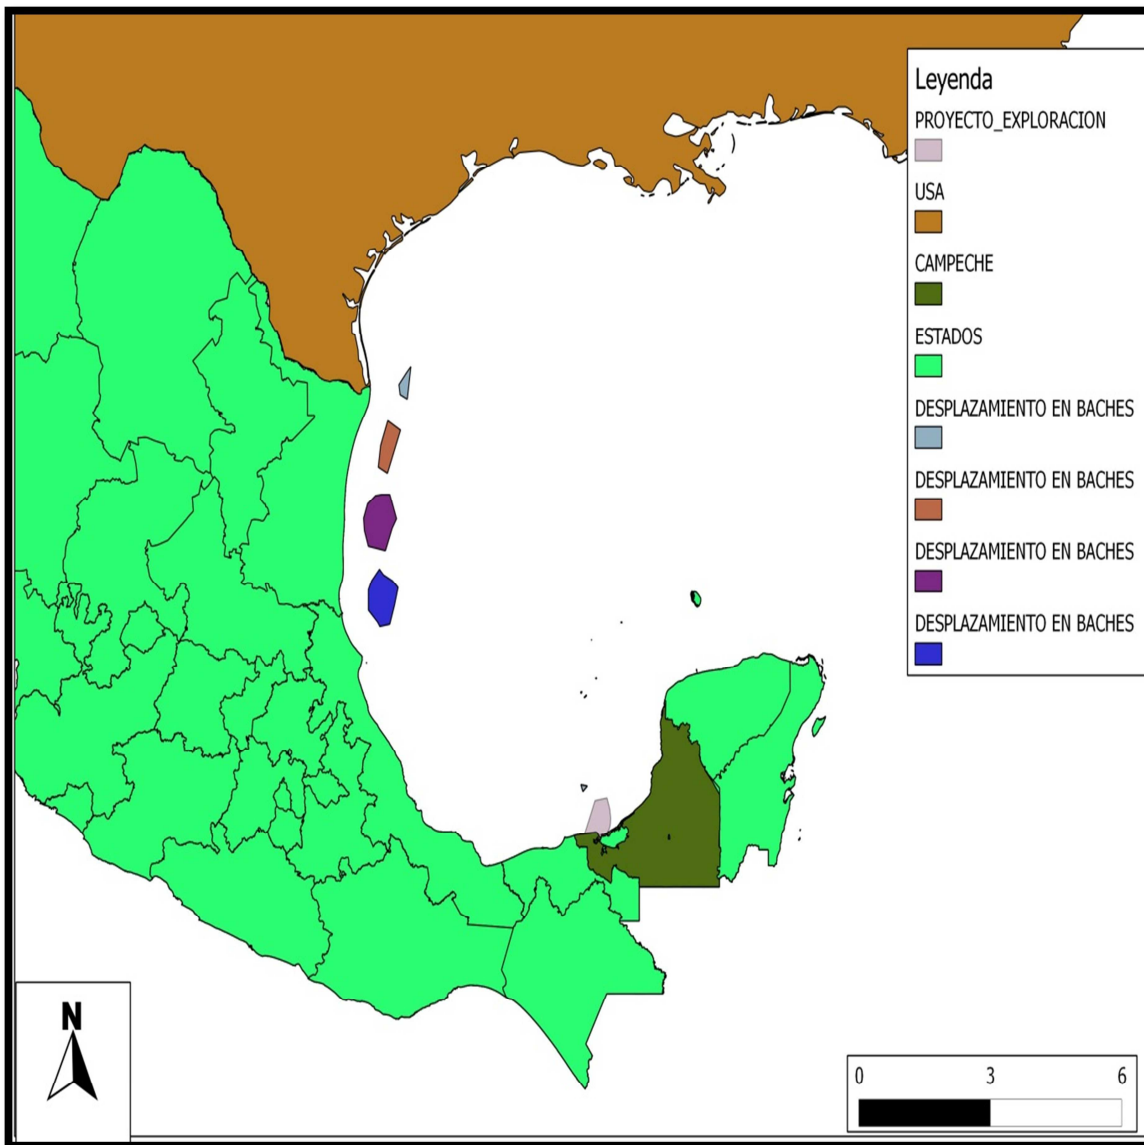 Leyenda
PROYECTO_EXPLORACION
USA
CAMPECHE
ESTADOS
DESPLAZAMIENTO EN BACHES
DESPLAZAMIENTO EN BACHES
DESPLAZAMIENTO EN BACHES
DESPLAZAMIENTO EN BACHES
N
0 3 6